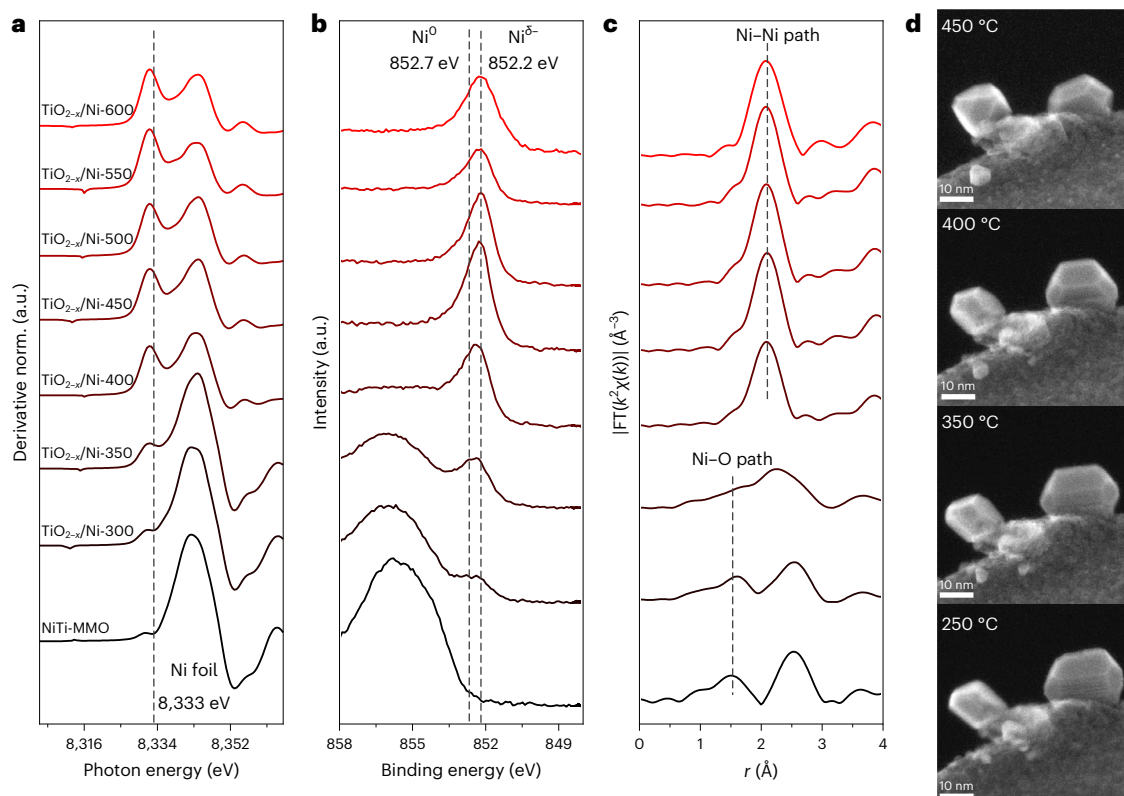 a
Derivative norm. (a.u.)
TiO2–x/Ni-600
TiO2–x/Ni-550
TiO2–x/Ni-500
TiO2–x/Ni-450
TiO2–x/Ni-400
TiO2–x/Ni-350
TiO2–x/Ni-300
NiTi-MMO
Ni foil
8,333 eV
8,316 8,334 8,352
Photon energy (eV)
b
Ni⁰ Niᵟ⁻
852.7 eV 852.2 eV
Intensity (a.u.)
858 855 852 849
Binding energy (eV)
c
Ni–Ni path
|FT(k²χ(k))| (Å⁻³)
Ni–O path
0 1 2 3 4
r (Å)
d
450 °C
10 nm
400 °C
10 nm
350 °C
10 nm
250 °C
10 nm